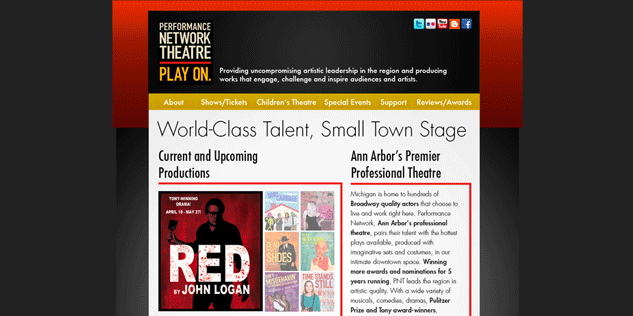 PERFORMANCE
NETWORK
THEATRE
PLAY ON.
Providing uncompromising artistic leadership in the region and producing
works that engage, challenge and inspire audiences and artists.
About Shows/Tickets Children's Theatre Special Events Support Reviews/Awards
World-Class Talent, Small Town Stage
Current and Upcoming
Productions
TONY-WINNING
DRAMA!
APRIL 10 - MAY 27!
RED
BY JOHN LOGAN
SHOES
TIME STANDS
STILL
Ann Arbor's Premier
Professional Theatre
Michigan is home to hundreds of
Broadway quality actors that choose to
live and work right here. Performance
Network, Ann Arbor's professional
theatre, pairs their talent with the hottest
plays available, produced with
imaginative sets and costumes, in our
intimate downtown space. Winning
more awards and nominations for 5
years running, PNT leads the region in
artistic quality. With a wide variety of
musicals, comedies, dramas, Pulitzer
Prize and Tony award-winners,